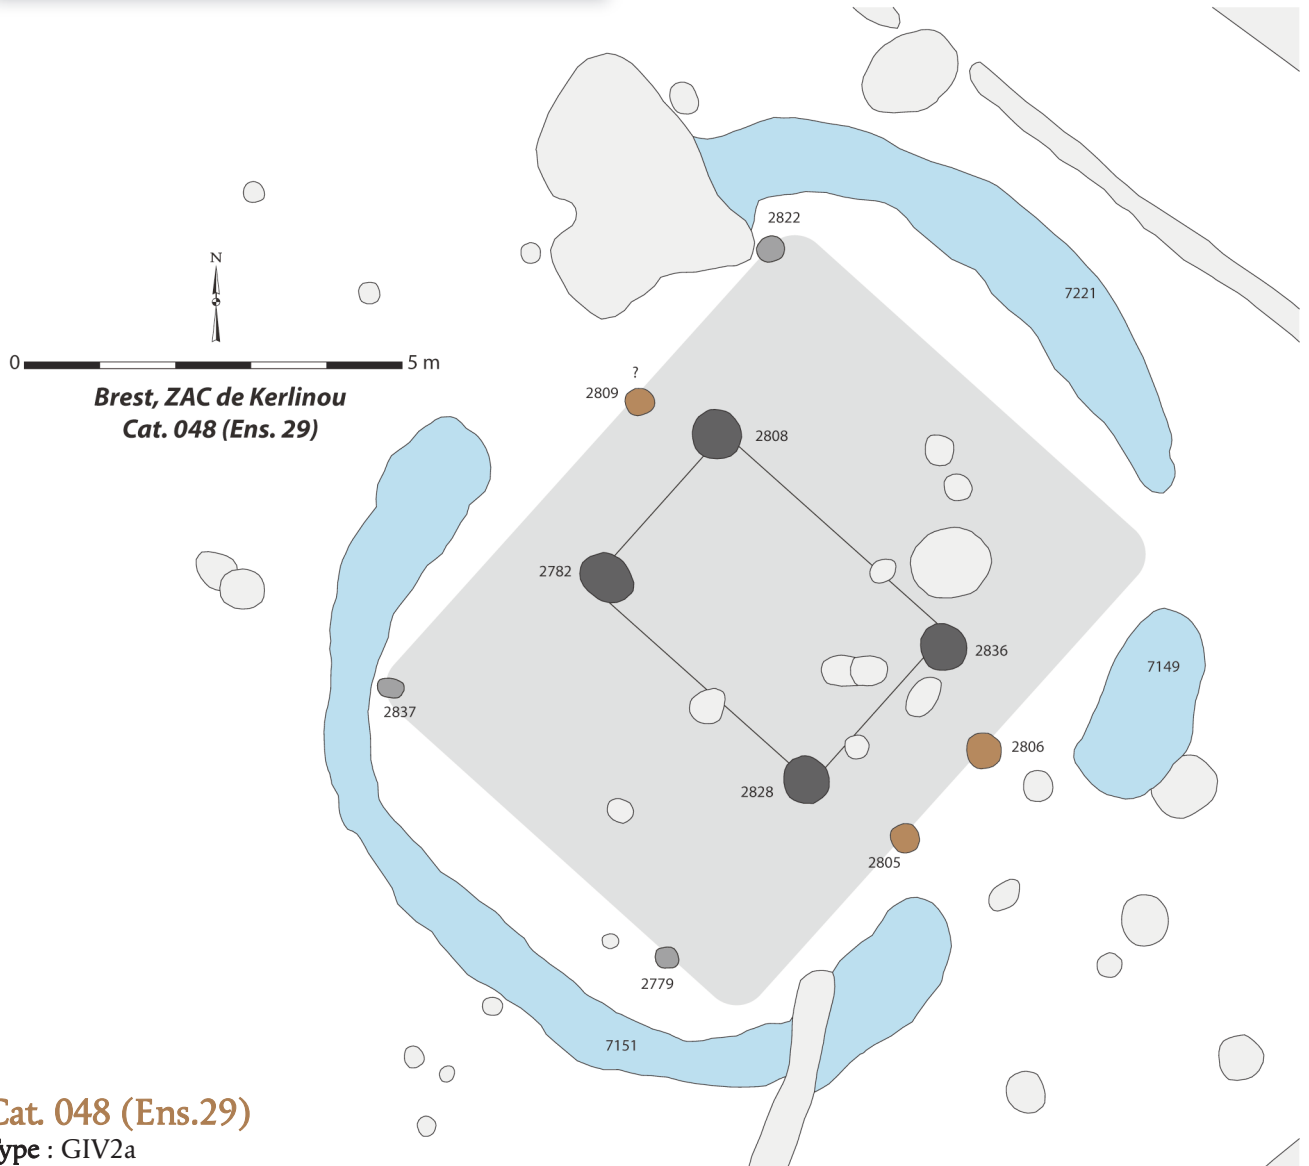 2822
N
7221
0 5 m
?
2809
Brest, ZAC de Kerlinou
Cat. 048 (Ens. 29)
2808
2782
2836
7149
2837
2806
2828
2805
2779
7151
Cat. 048 (Ens.29)
ype : GIV2a